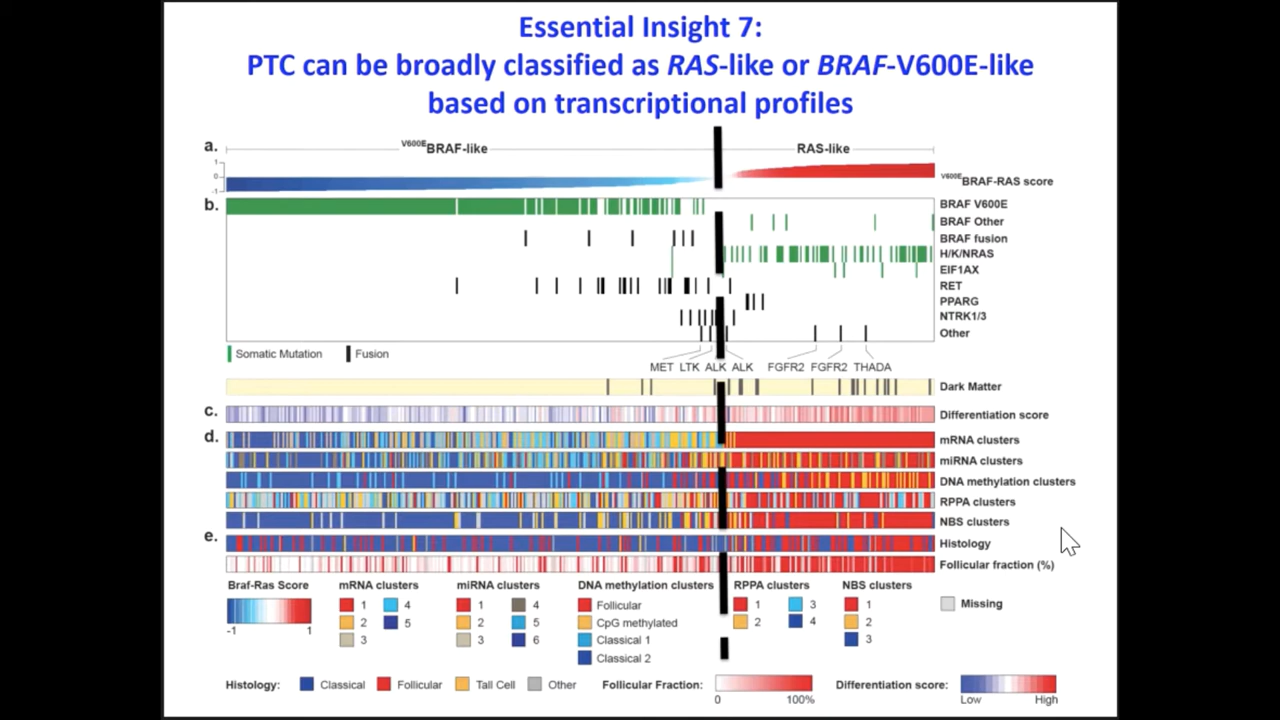 Essential Insight 7:
PTC can be broadly classified as RAS-like or BRAF-V600E-like
based on transcriptional profiles
a.
V600EBRAF-like
RAS-like
1
0
-1
V600EBRAF-RAS score
b.
BRAF V600E
BRAF Other
BRAF fusion
H/K/NRAS
EIF1AX
RET
PPARG
NTRK1/3
Other
Somatic Mutation
Fusion
MET LTK ALK ALK FGFR2 FGFR2 THADA
Dark Matter
c.
Differentiation score
d.
mRNA clusters
miRNA clusters
DNA methylation clusters
RPPA clusters
NBS clusters
e.
Histology
Follicular fraction (%)
Braf-Ras Score
-1 1
mRNA clusters
1 4
2 5
3
miRNA clusters
1 4
2 5
3 6
DNA methylation clusters
Follicular
CpG methylated
Classical 1
Classical 2
RPPA clusters
1 3
2 4
NBS clusters
1
2
3
Missing
Histology: Classical Follicular Tall Cell Other
Follicular Fraction:
0 100%
Differentiation score:
Low High